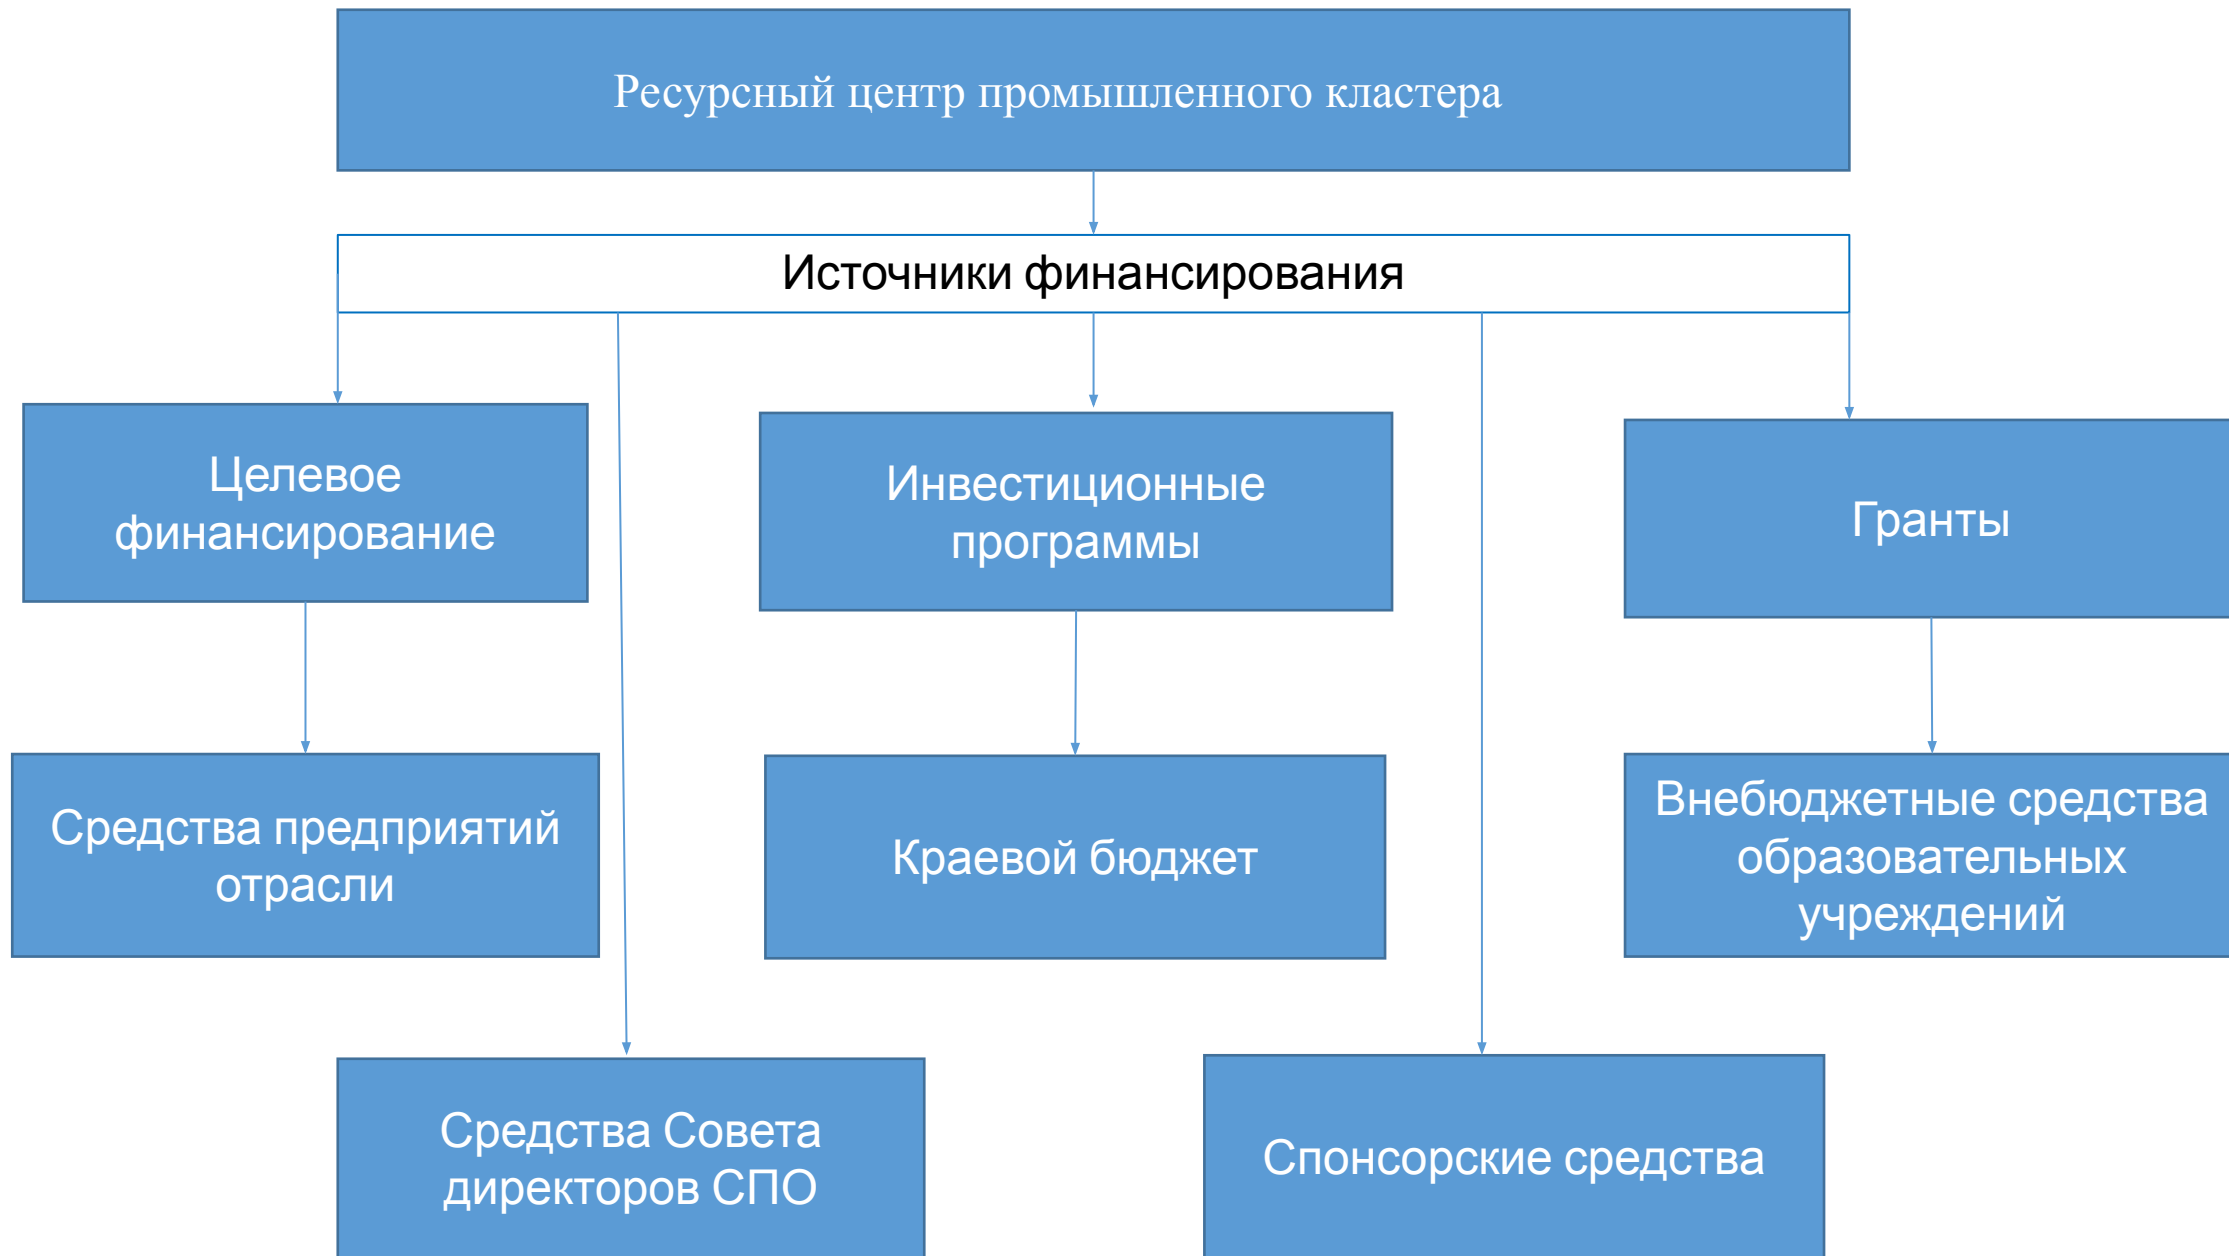 Ресурсный центр промышленного кластера
Источники финансирования
Целевое
финансирование
Инвестиционные
программы
Гранты
Средства предприятий
отрасли
Краевой бюджет
Внебюджетные средства
образовательных
учреждений
Средства Совета
директоров СПО
Спонсорские средства